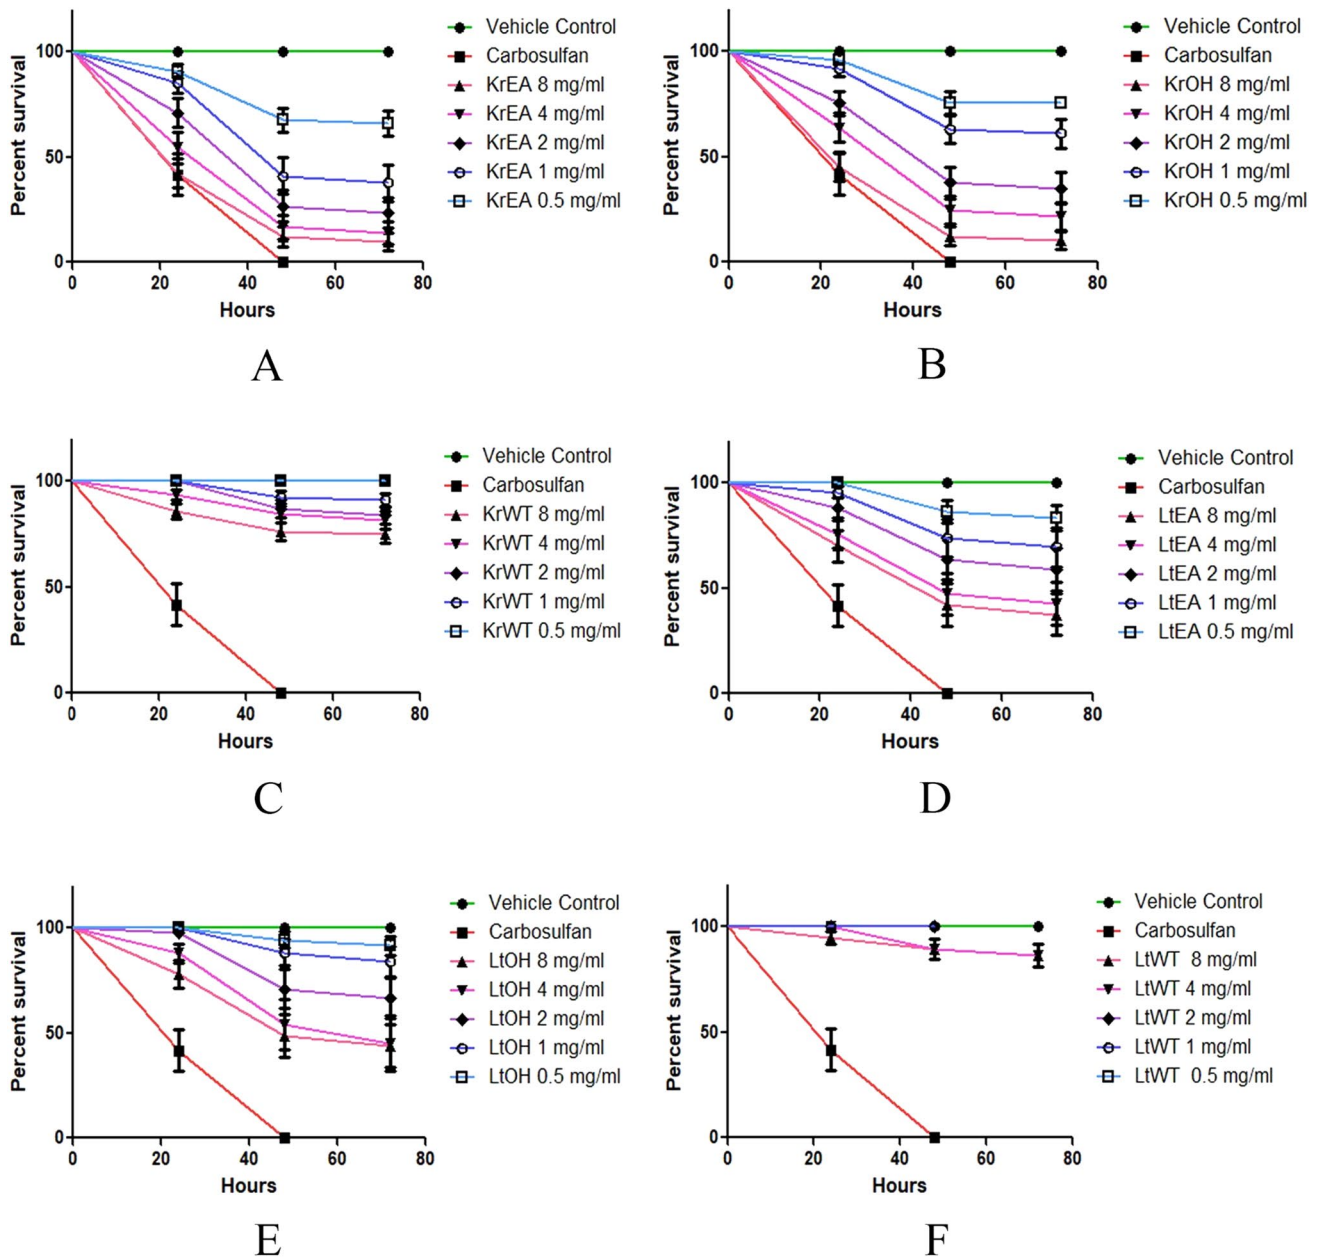 Percent survival
100
50
0
0 20 40 60 80
Hours
Vehicle Control
Carbosulfan
KrEA 8 mg/ml
KrEA 4 mg/ml
KrEA 2 mg/ml
KrEA 1 mg/ml
KrEA 0.5 mg/ml
A
Percent survival
100
50
0
0 20 40 60 80
Hours
Vehicle Control
Carbosulfan
KrOH 8 mg/ml
KrOH 4 mg/ml
KrOH 2 mg/ml
KrOH 1 mg/ml
KrOH 0.5 mg/ml
B
Percent survival
100
50
0
0 20 40 60 80
Hours
Vehicle Control
Carbosulfan
KrWT 8 mg/ml
KrWT 4 mg/ml
KrWT 2 mg/ml
KrWT 1 mg/ml
KrWT 0.5 mg/ml
C
Percent survival
100
50
0
0 20 40 60 80
Hours
Vehicle Control
Carbosulfan
LtEA 8 mg/ml
LtEA 4 mg/ml
LtEA 2 mg/ml
LtEA 1 mg/ml
LtEA 0.5 mg/ml
D
Percent survival
100
50
0
0 20 40 60 80
Hours
Vehicle Control
Carbosulfan
LtOH 8 mg/ml
LtOH 4 mg/ml
LtOH 2 mg/ml
LtOH 1 mg/ml
LtOH 0.5 mg/ml
E
Percent survival
100
50
0
0 20 40 60 80
Hours
Vehicle Control
Carbosulfan
LtWT 8 mg/ml
LtWT 4 mg/ml
LtWT 2 mg/ml
LtWT 1 mg/ml
LtWT 0.5 mg/ml
F